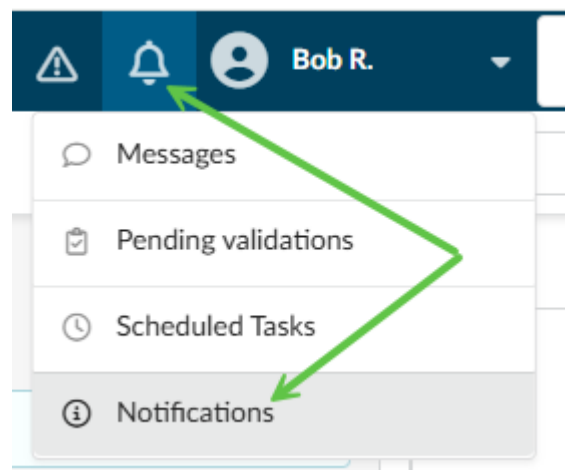 Bob R.
Messages
Pending validations
Scheduled Tasks
Notifications